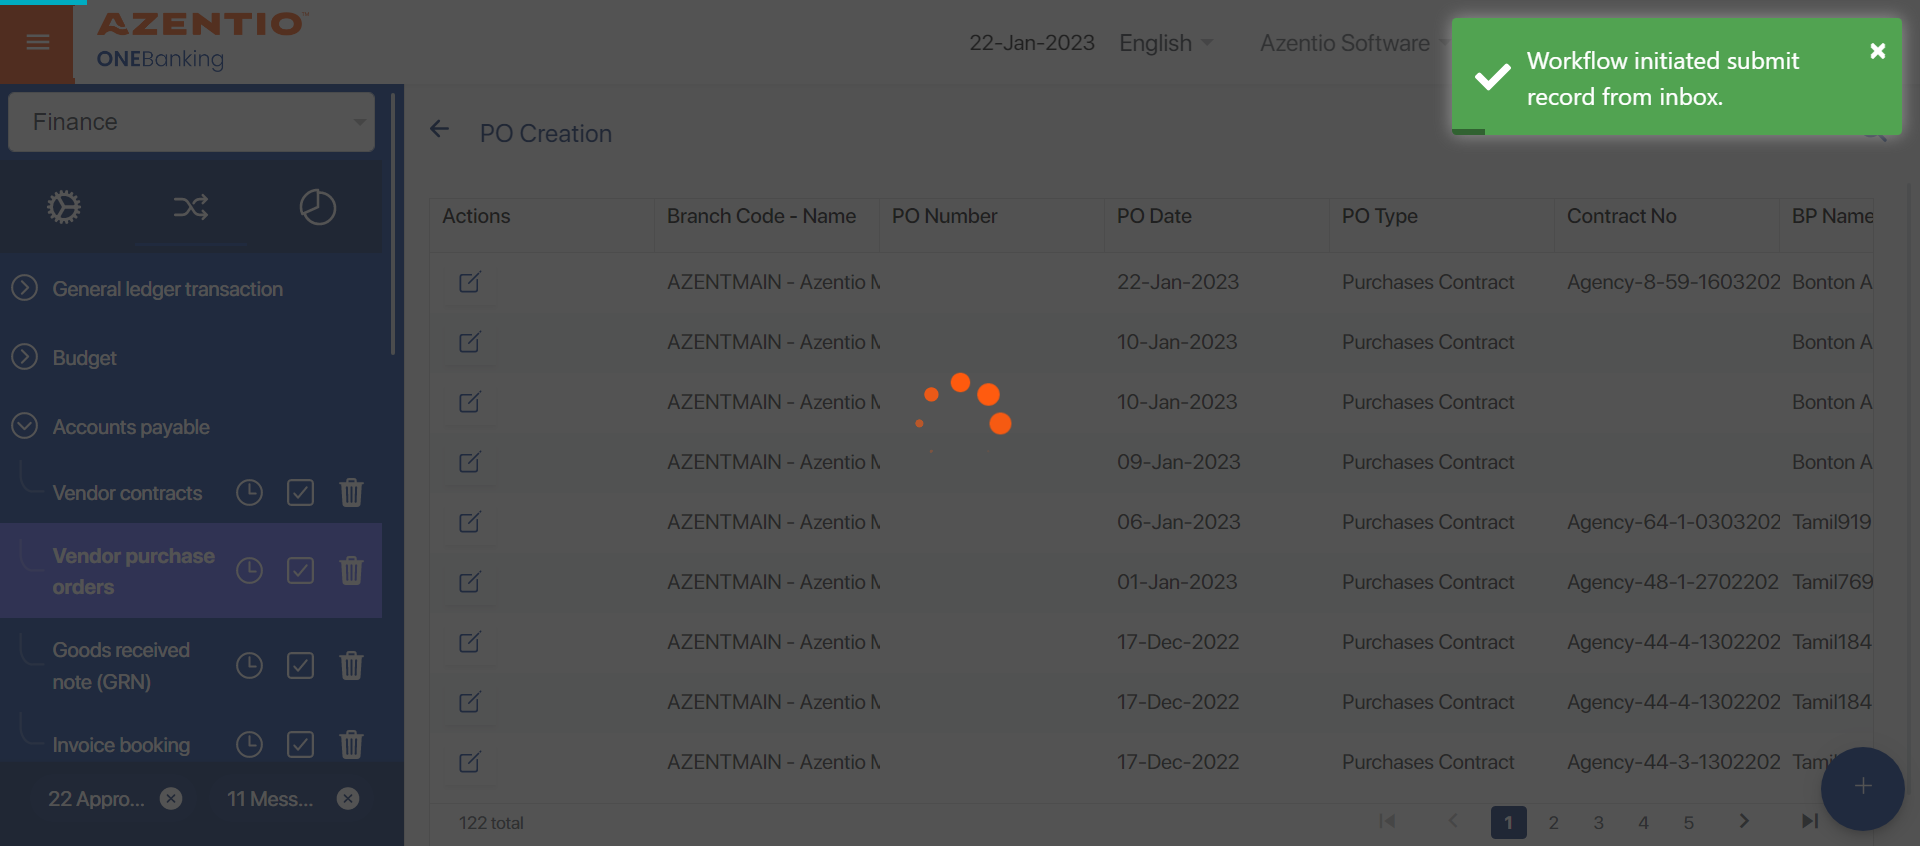 AZENTIO™
ONEBanking
22-Jan-2023 English Azentio Software
Workflow initiated submit
record from inbox.
Finance
PO Creation
Actions Branch Code - Name PO Number PO Date PO Type Contract No BP Name
AZENTMAIN - Azentio M 22-Jan-2023 Purchases Contract Agency-8-59-1603202 Bonton A
AZENTMAIN - Azentio M 10-Jan-2023 Purchases Contract Bonton A
AZENTMAIN - Azentio M 10-Jan-2023 Purchases Contract Bonton A
AZENTMAIN - Azentio M 09-Jan-2023 Purchases Contract Bonton A
AZENTMAIN - Azentio M 06-Jan-2023 Purchases Contract Agency-64-1-0303202 Tamil919
AZENTMAIN - Azentio M 01-Jan-2023 Purchases Contract Agency-48-1-2702202 Tamil769
AZENTMAIN - Azentio M 17-Dec-2022 Purchases Contract Agency-44-4-1302202 Tamil184
AZENTMAIN - Azentio M 17-Dec-2022 Purchases Contract Agency-44-4-1302202 Tamil184
AZENTMAIN - Azentio M 17-Dec-2022 Purchases Contract Agency-44-3-1302202
General ledger transaction
Budget
Accounts payable
Vendor contracts
Vendor purchase
orders
Goods received
note (GRN)
Invoice booking
22 Appro... 11 Mess...
122 total
1 2 3 4 5